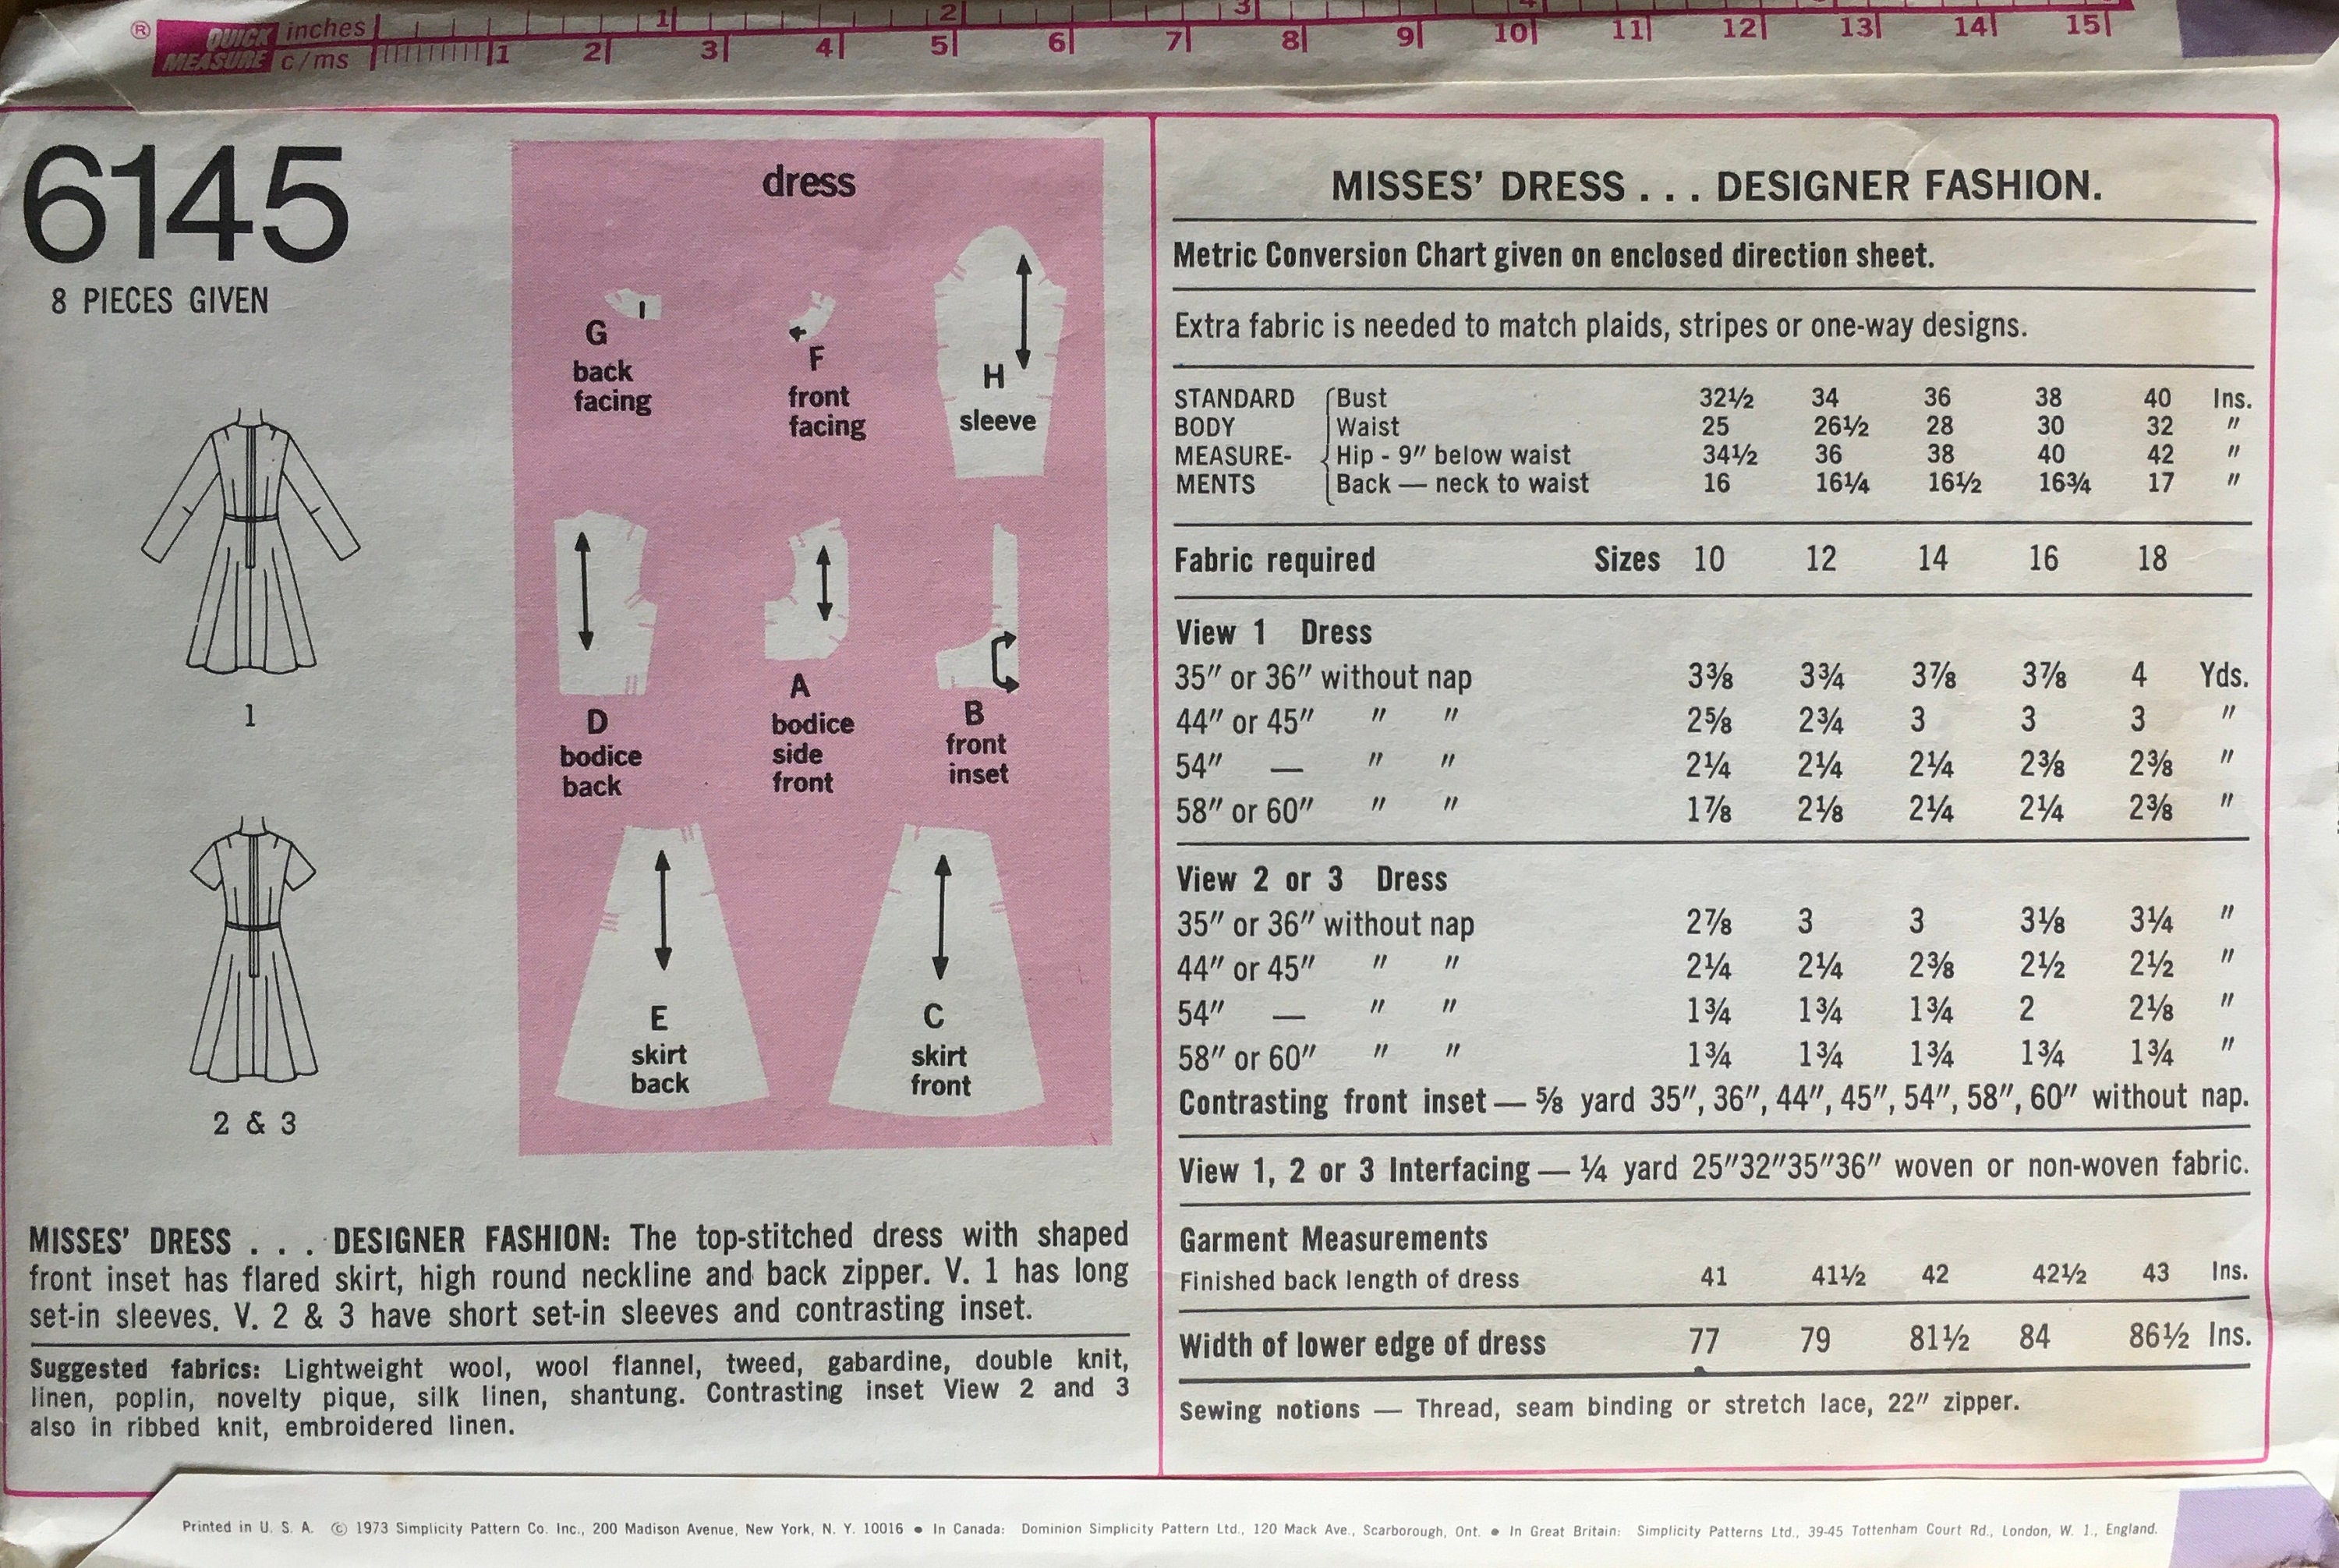 ® QUICK MEASURE inches 1 2 3 4
c/ms 1 2 3 4 5 6 7 8 9 10 11 12 13 14 15
6145
8 PIECES GIVEN
1
2 & 3
dress
G
back
facing
F
front
facing
H
sleeve
D
bodice
back
A
bodice
side
front
B
front
inset
E
skirt
back
C
skirt
front
MISSES' DRESS . . . DESIGNER FASHION: The top-stitched dress with shaped
front inset has flared skirt, high round neckline and back zipper. V. 1 has long
set-in sleeves. V. 2 & 3 have short set-in sleeves and contrasting inset.
Suggested fabrics: Lightweight wool, wool flannel, tweed, gabardine, double knit,
linen, poplin, novelty pique, silk linen, shantung. Contrasting inset View 2 and 3
also in ribbed knit, embroidered linen.
MISSES' DRESS . . . DESIGNER FASHION.
Metric Conversion Chart given on enclosed direction sheet.
Extra fabric is needed to match plaids, stripes or one-way designs.
STANDARD Bust 32½ 34 36 38 40 Ins.
BODY Waist 25 26½ 28 30 32 "
MEASURE- Hip - 9" below waist 34½ 36 38 40 42 "
MENTS Back — neck to waist 16 16¼ 16½ 16¾ 17 "
Fabric required Sizes 10 12 14 16 18
View 1 Dress
35" or 36" without nap 3⅜ 3¾ 3⅞ 3⅞ 4 Yds.
44" or 45" " " 2⅝ 2¾ 3 3 3 "
54" — " " 2¼ 2¼ 2¼ 2⅜ 2⅜ "
58" or 60" " " 1⅞ 2⅛ 2¼ 2¼ 2⅜ "
View 2 or 3 Dress
35" or 36" without nap 2⅞ 3 3 3⅛ 3¼ "
44" or 45" " " 2¼ 2¼ 2⅜ 2½ 2½ "
54" — " " 1¾ 1¾ 1¾ 2 2⅛ "
58" or 60" " " 1¾ 1¾ 1¾ 1¾ 1¾ "
Contrasting front inset — ⅝ yard 35", 36", 44", 45", 54", 58", 60" without nap.
View 1, 2 or 3 Interfacing — ¼ yard 25"32"35"36" woven or non-woven fabric.
Garment Measurements
Finished back length of dress 41 41½ 42 42½ 43 Ins.
Width of lower edge of dress 77 79 81½ 84 86½ Ins.
Sewing notions — Thread, seam binding or stretch lace, 22" zipper.
Printed in U. S. A. © 1973 Simplicity Pattern Co. Inc., 200 Madison Avenue, New York, N. Y. 10016 • In Canada: Dominion Simplicity Pattern Ltd., 120 Mack Ave., Scarborough, Ont. • In Great Britain: Simplicity Patterns Ltd., 39-45 Tottenham Court Rd., London, W. 1., England.